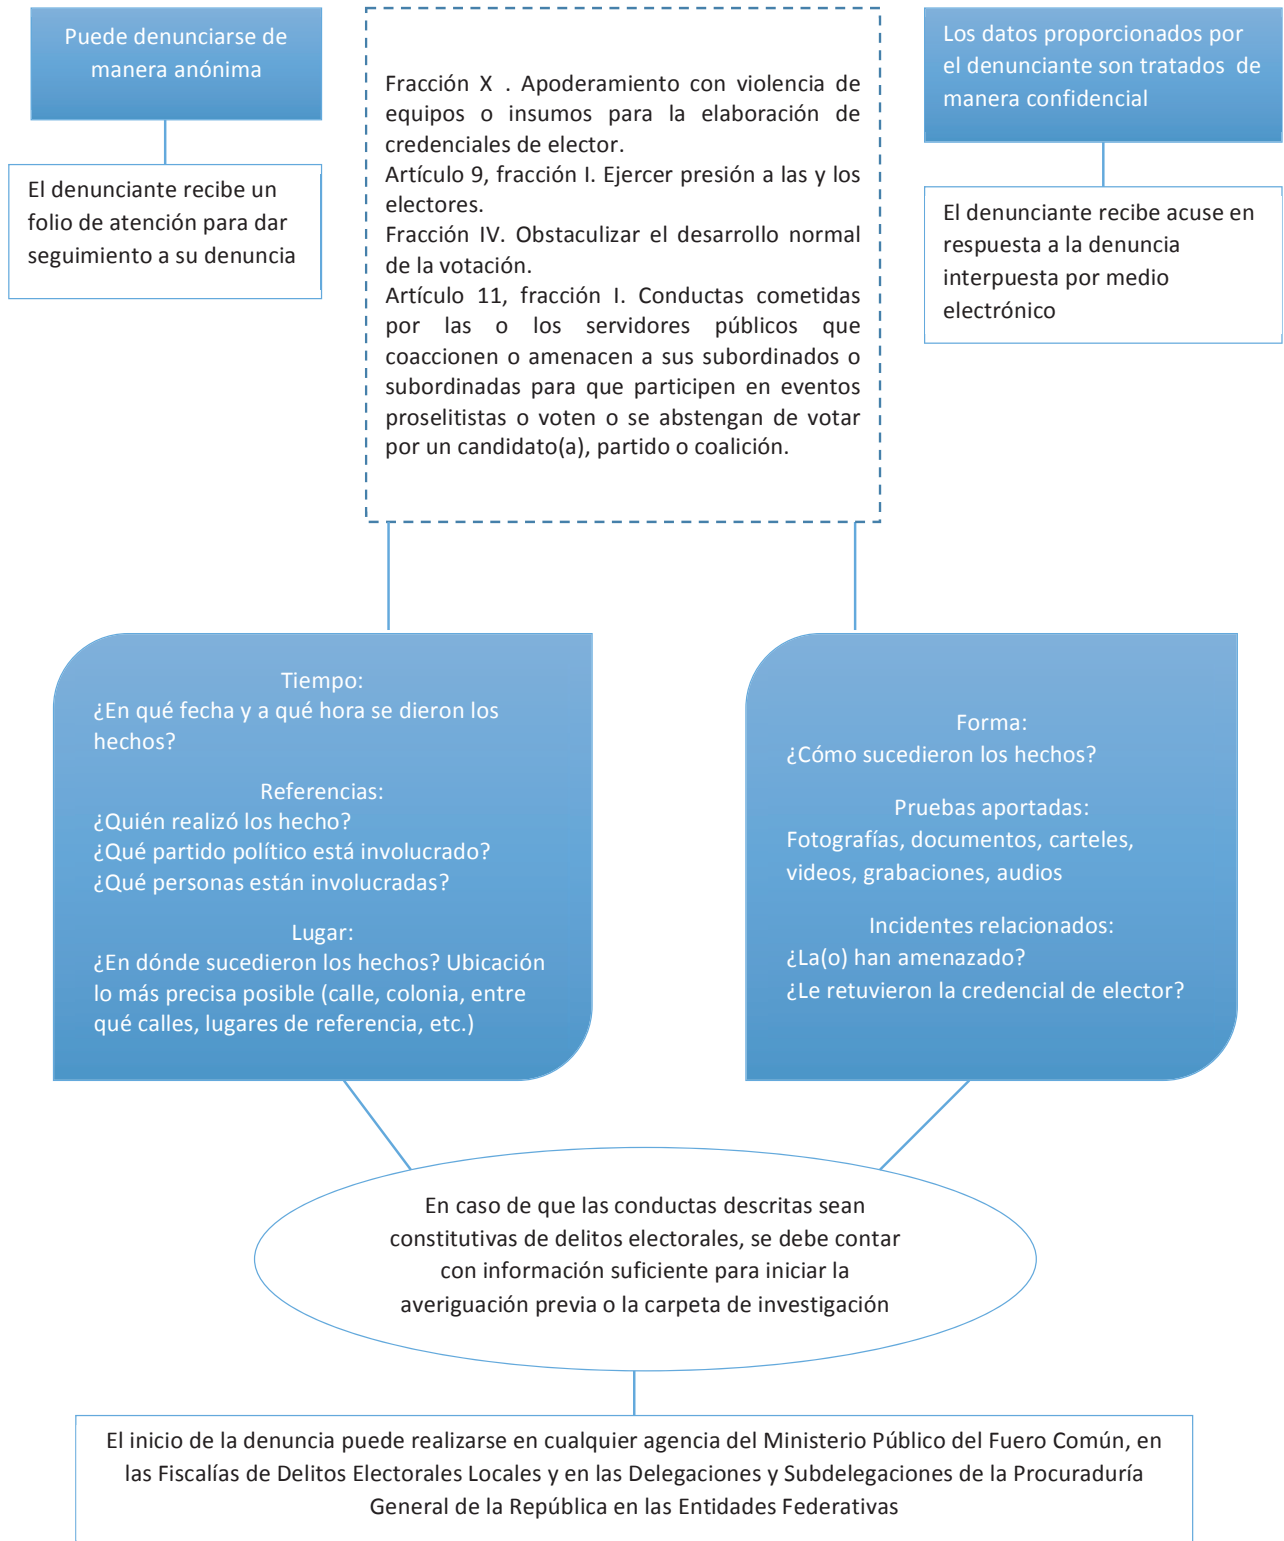 Puede denunciarse de
manera anónima
El denunciante recibe un
folio de atención para dar
seguimiento a su denuncia
Fracción X . Apoderamiento con violencia de
equipos o insumos para la elaboración de
credenciales de elector.
Artículo 9, fracción I. Ejercer presión a las y los
electores.
Fracción IV. Obstaculizar el desarrollo normal
de la votación.
Artículo 11, fracción I. Conductas cometidas
por las o los servidores públicos que
coaccionen o amenacen a sus subordinados o
subordinadas para que participen en eventos
proselitistas o voten o se abstengan de votar
por un candidato(a), partido o coalición.
Los datos proporcionados por
el denunciante son tratados de
manera confidencial
El denunciante recibe acuse en
respuesta a la denuncia
interpuesta por medio
electrónico
Tiempo:
¿En qué fecha y a qué hora se dieron los
hechos?
Referencias:
¿Quién realizó los hecho?
¿Qué partido político está involucrado?
¿Qué personas están involucradas?
Lugar:
¿En dónde sucedieron los hechos? Ubicación
lo más precisa posible (calle, colonia, entre
qué calles, lugares de referencia, etc.)
Forma:
¿Cómo sucedieron los hechos?
Pruebas aportadas:
Fotografías, documentos, carteles,
videos, grabaciones, audios
Incidentes relacionados:
¿La(o) han amenazado?
¿Le retuvieron la credencial de elector?
En caso de que las conductas descritas sean
constitutivas de delitos electorales, se debe contar
con información suficiente para iniciar la
averiguación previa o la carpeta de investigación
El inicio de la denuncia puede realizarse en cualquier agencia del Ministerio Público del Fuero Común, en
las Fiscalías de Delitos Electorales Locales y en las Delegaciones y Subdelegaciones de la Procuraduría
General de la República en las Entidades Federativas